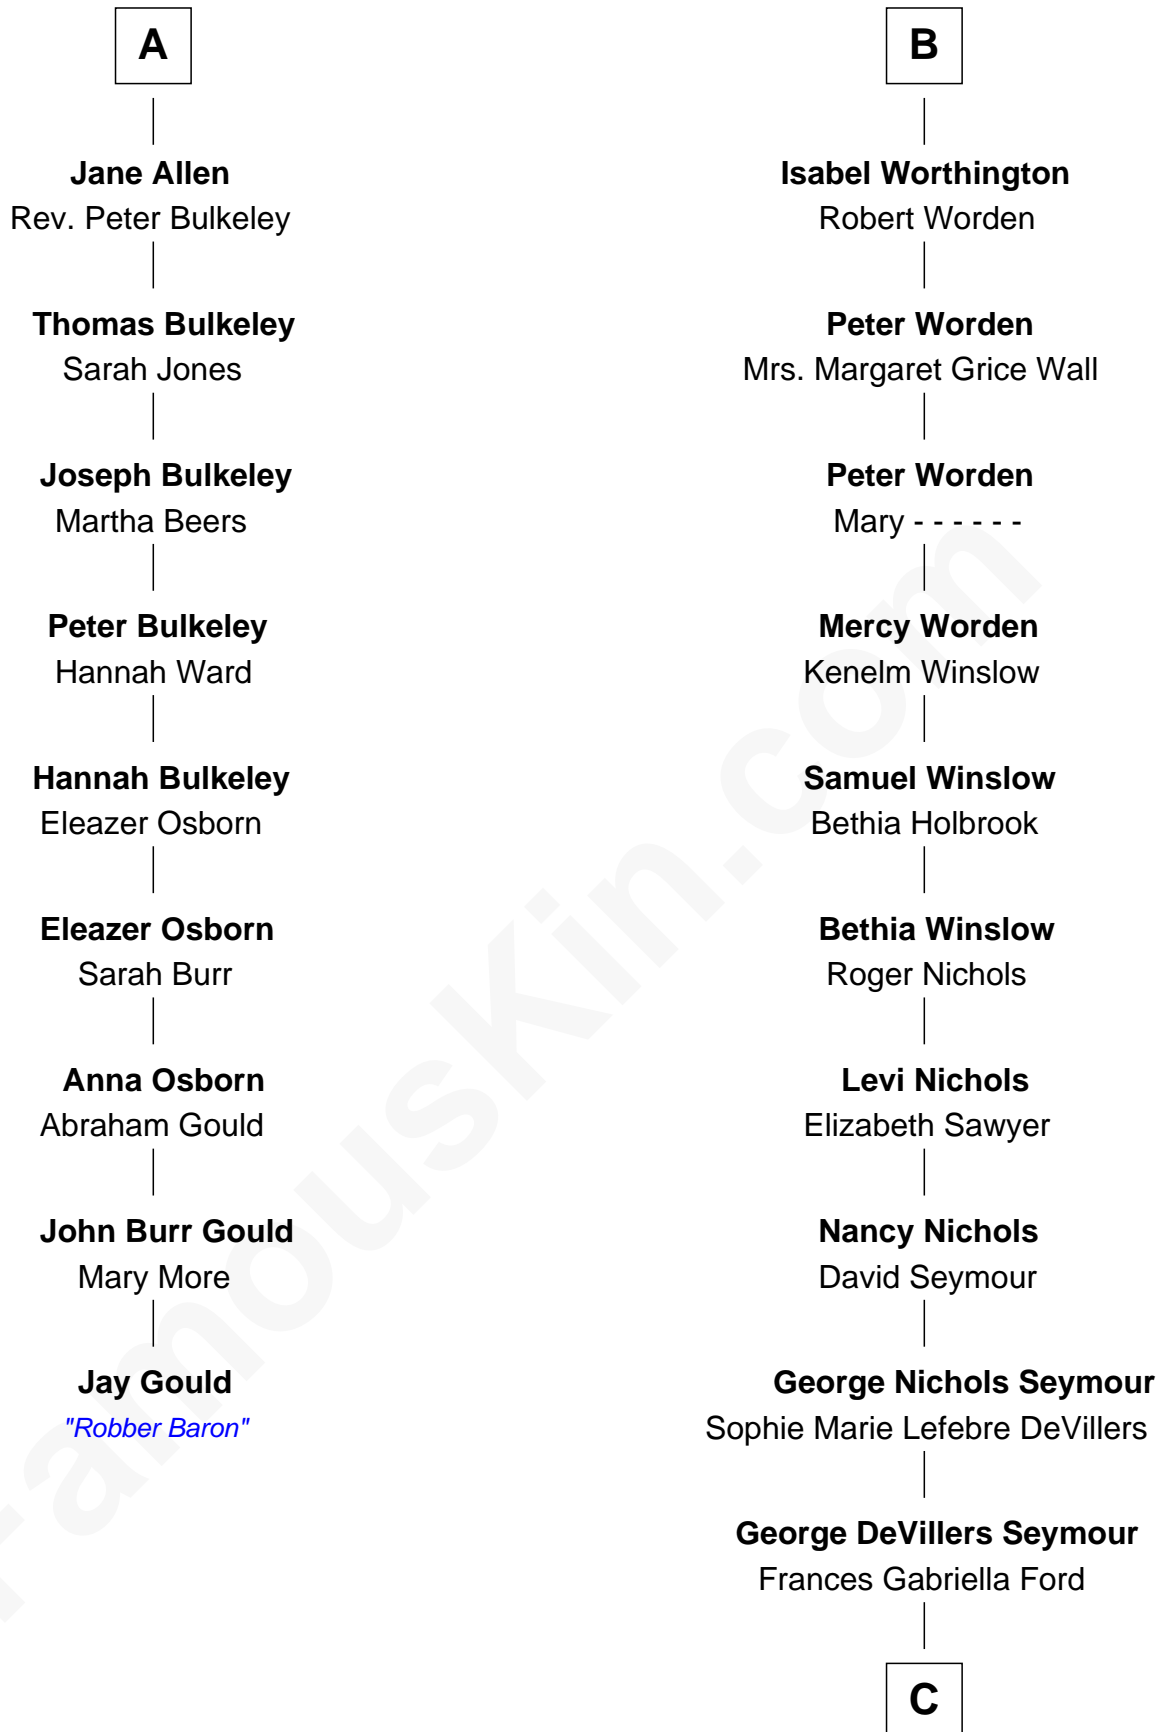 A
Jane Allen
Rev. Peter Bulkeley
Thomas Bulkeley
Sarah Jones
Joseph Bulkeley
Martha Beers
Peter Bulkeley
Hannah Ward
Hannah Bulkeley
Eleazer Osborn
Eleazer Osborn
Sarah Burr
Anna Osborn
Abraham Gould
John Burr Gould
Mary More
Jay Gould
"Robber Baron"
B
Isabel Worthington
Robert Worden
Peter Worden
Mrs. Margaret Grice Wall
Peter Worden
Mary - - - - - -
Mercy Worden
Kenelm Winslow
Samuel Winslow
Bethia Holbrook
Bethia Winslow
Roger Nichols
Levi Nichols
Elizabeth Sawyer
Nancy Nichols
David Seymour
George Nichols Seymour
Sophie Marie Lefebre DeVillers
George DeVillers Seymour
Frances Gabriella Ford
C
FamousKin.com